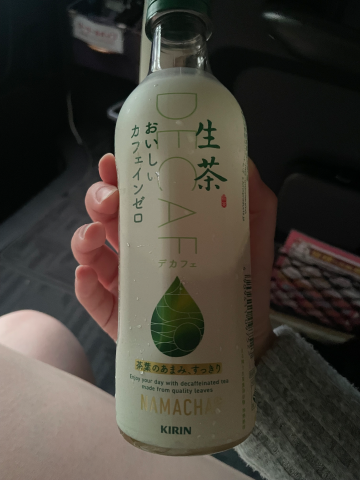 DECAF
生茶
おいしい
カフェインゼロ
デカフェ
茶葉のあまみ、すっきり
Enjoy your day with decaffeinated tea
made from quality leaves
NAMACHA
KIRIN